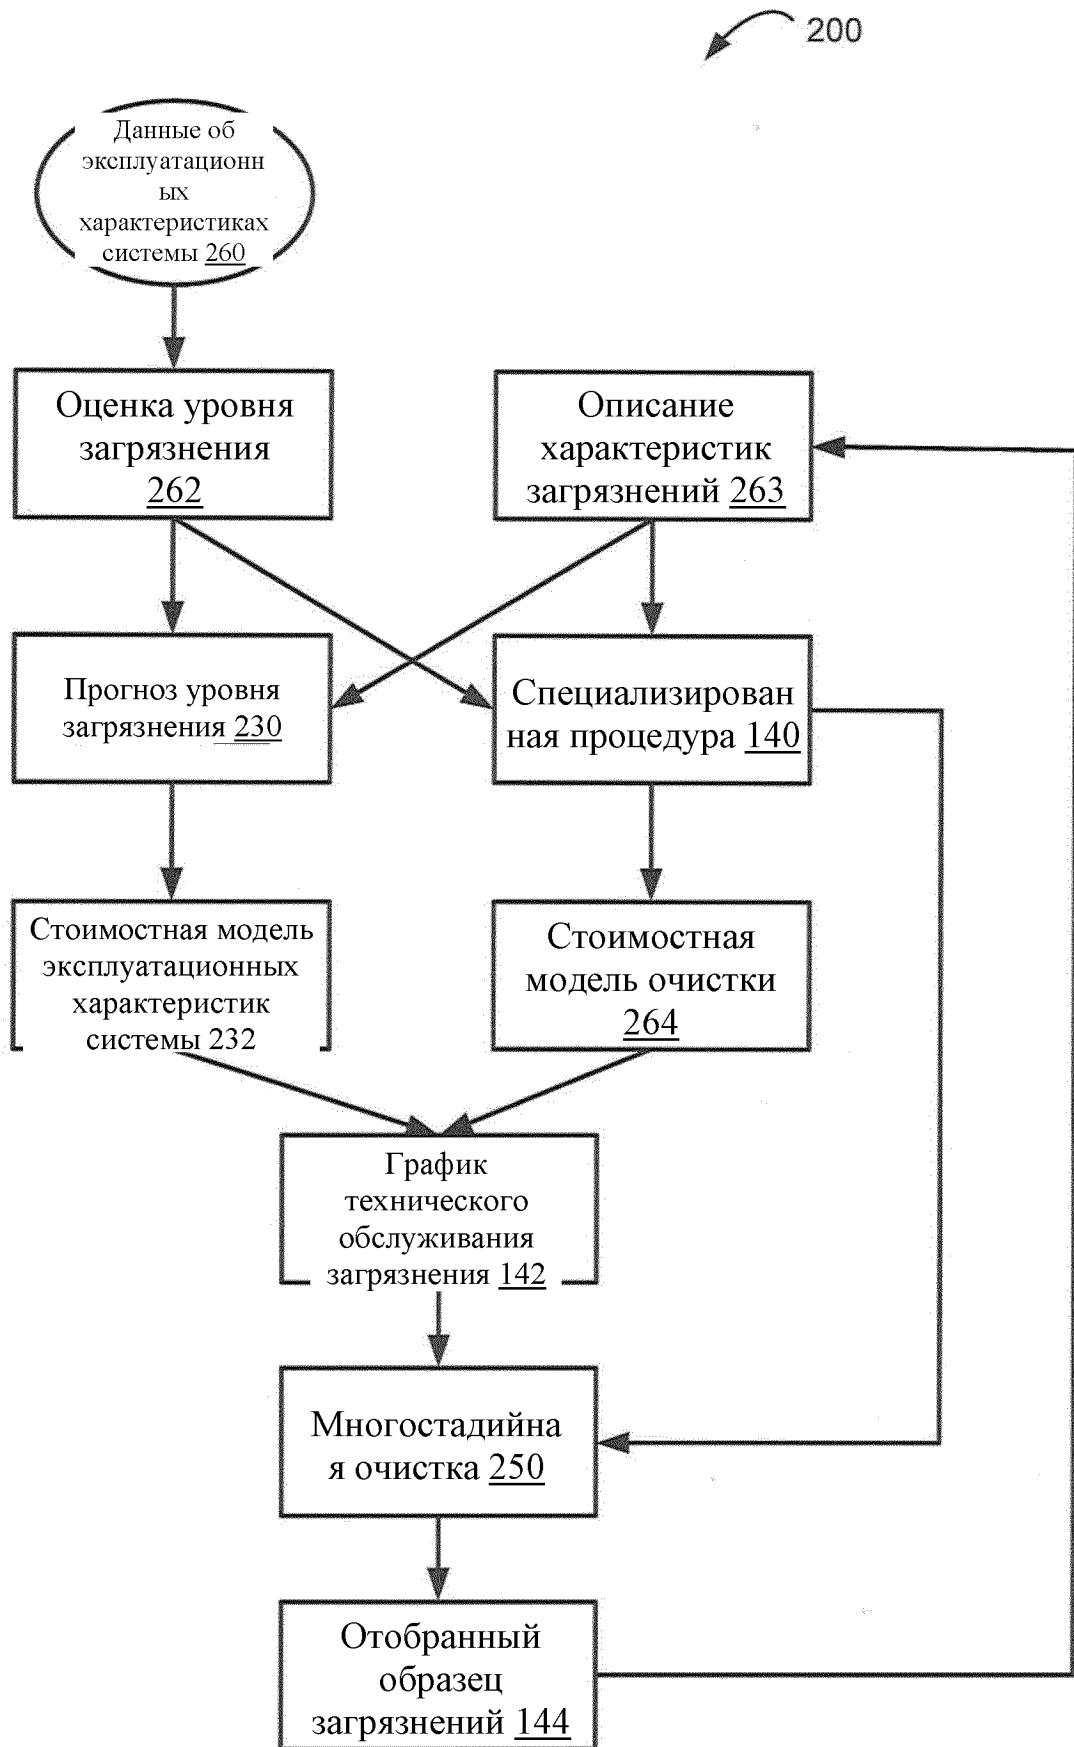 200
Данные об
эксплуатационн
ых
характеристиках
системы 260
Оценка уровня
загрязнения
262
Описание
характеристик
загрязнений 263
Прогноз уровня
загрязнения 230
Специализирован
ная процедура 140
Стоимостная модель
эксплуатационных
характеристик
системы 232
Стоимостная
модель очистки
264
График
технического
обслуживания
загрязнения 142
Многостадийна
я очистка 250
Отобранный
образец
загрязнений 144